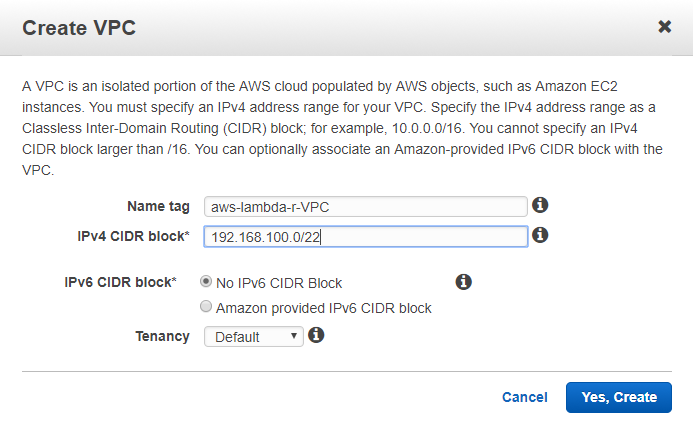 Create VPC
A VPC is an isolated portion of the AWS cloud populated by AWS objects, such as Amazon EC2
instances. You must specify an IPv4 address range for your VPC. Specify the IPv4 address range as a
Classless Inter-Domain Routing (CIDR) block; for example, 10.0.0.0/16. You cannot specify an IPv4
CIDR block larger than /16. You can optionally associate an Amazon-provided IPv6 CIDR block with the
VPC.
Name tag aws-lambda-r-VPC
IPv4 CIDR block* 192.168.100.0/22
IPv6 CIDR block* No IPv6 CIDR Block
Amazon provided IPv6 CIDR block
Tenancy Default
Cancel Yes, Create